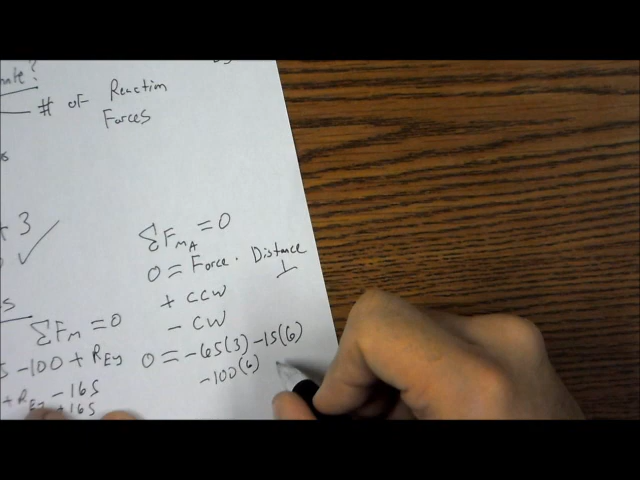 # OF Reaction
Forces
+ 3 ✓
ΣF_MA = 0
0 = Force · Distance
⊥
+ CCW
- CW
ΣF_M = 0
-100 + R_Ey
0 = -65(3) -15(6)
-100(6)
+ R_Ey -165
+165